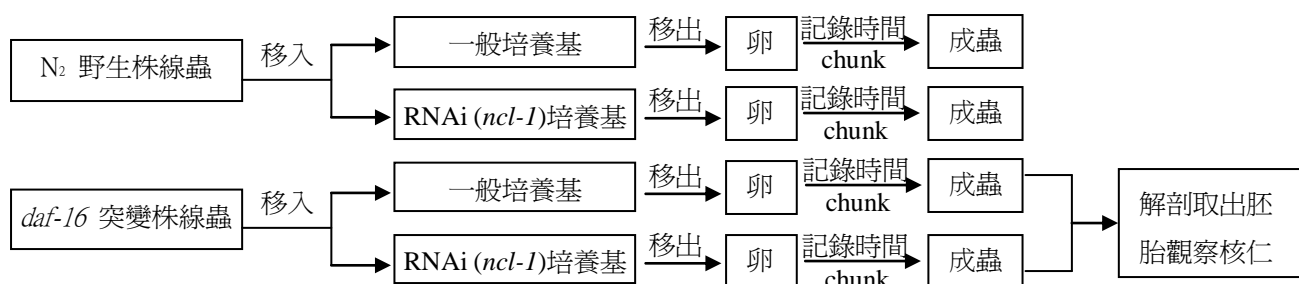 一般培養基 移出 卵 記錄時間 chunk 成蟲
N₂ 野生株線蟲 移入
RNAi (ncl-1)培養基 移出 卵 記錄時間 chunk 成蟲
一般培養基 移出 卵 記錄時間 chunk 成蟲
daf-16 突變株線蟲 移入
RNAi (ncl-1)培養基 移出 卵 記錄時間 chunk 成蟲
解剖取出胚
胎觀察核仁